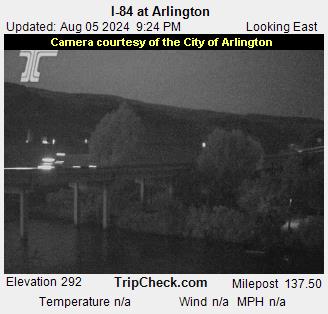 I-84 at Arlington
Updated: Aug 05 2024 9:24 PM Looking East
Camera courtesy of the City of Arlington
Elevation 292 TripCheck.com Milepost 137.50
Temperature n/a Wind n/a MPH n/a